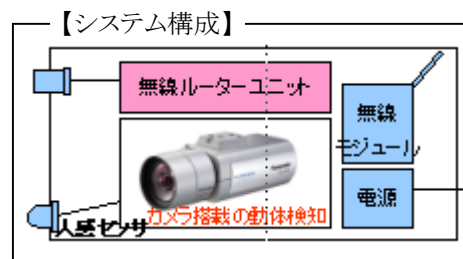 【システム構成】
無線ルーターユニット
無線
モジュール
カメラ搭載の動体検知
電源
人感センサ